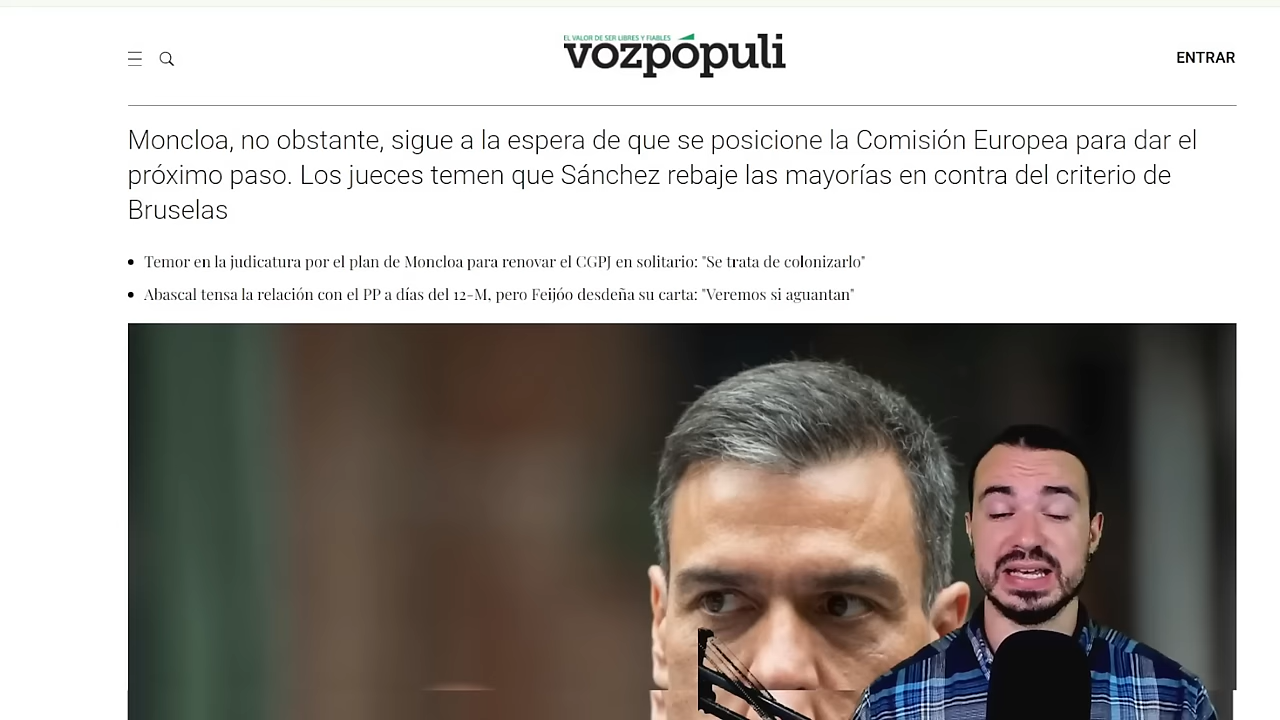 EL VALOR DE SER LIBRES Y FIABLES
vozpópuli
ENTRAR
Moncloa, no obstante, sigue a la espera de que se posicione la Comisión Europea para dar el
próximo paso. Los jueces temen que Sánchez rebaje las mayorías en contra del criterio de
Bruselas
Temor en la judicatura por el plan de Moncloa para renovar el CGPJ en solitario: "Se trata de colonizarlo"
Abascal tensa la relación con el PP a días del 12-M, pero Feijóo desdeña su carta: "Veremos si aguantan"